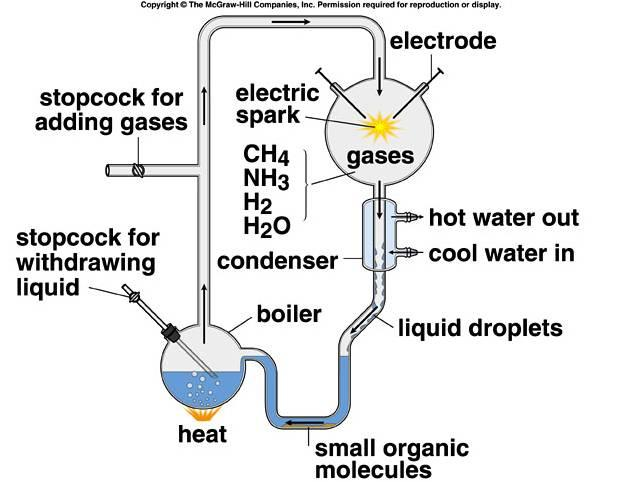 Copyright © The McGraw-Hill Companies, Inc. Permission required for reproduction or display.
electrode
stopcock for
adding gases
electric
spark
gases
CH4
NH3
H2
H2O
hot water out
cool water in
condenser
stopcock for
withdrawing
liquid
boiler
liquid droplets
heat
small organic
molecules